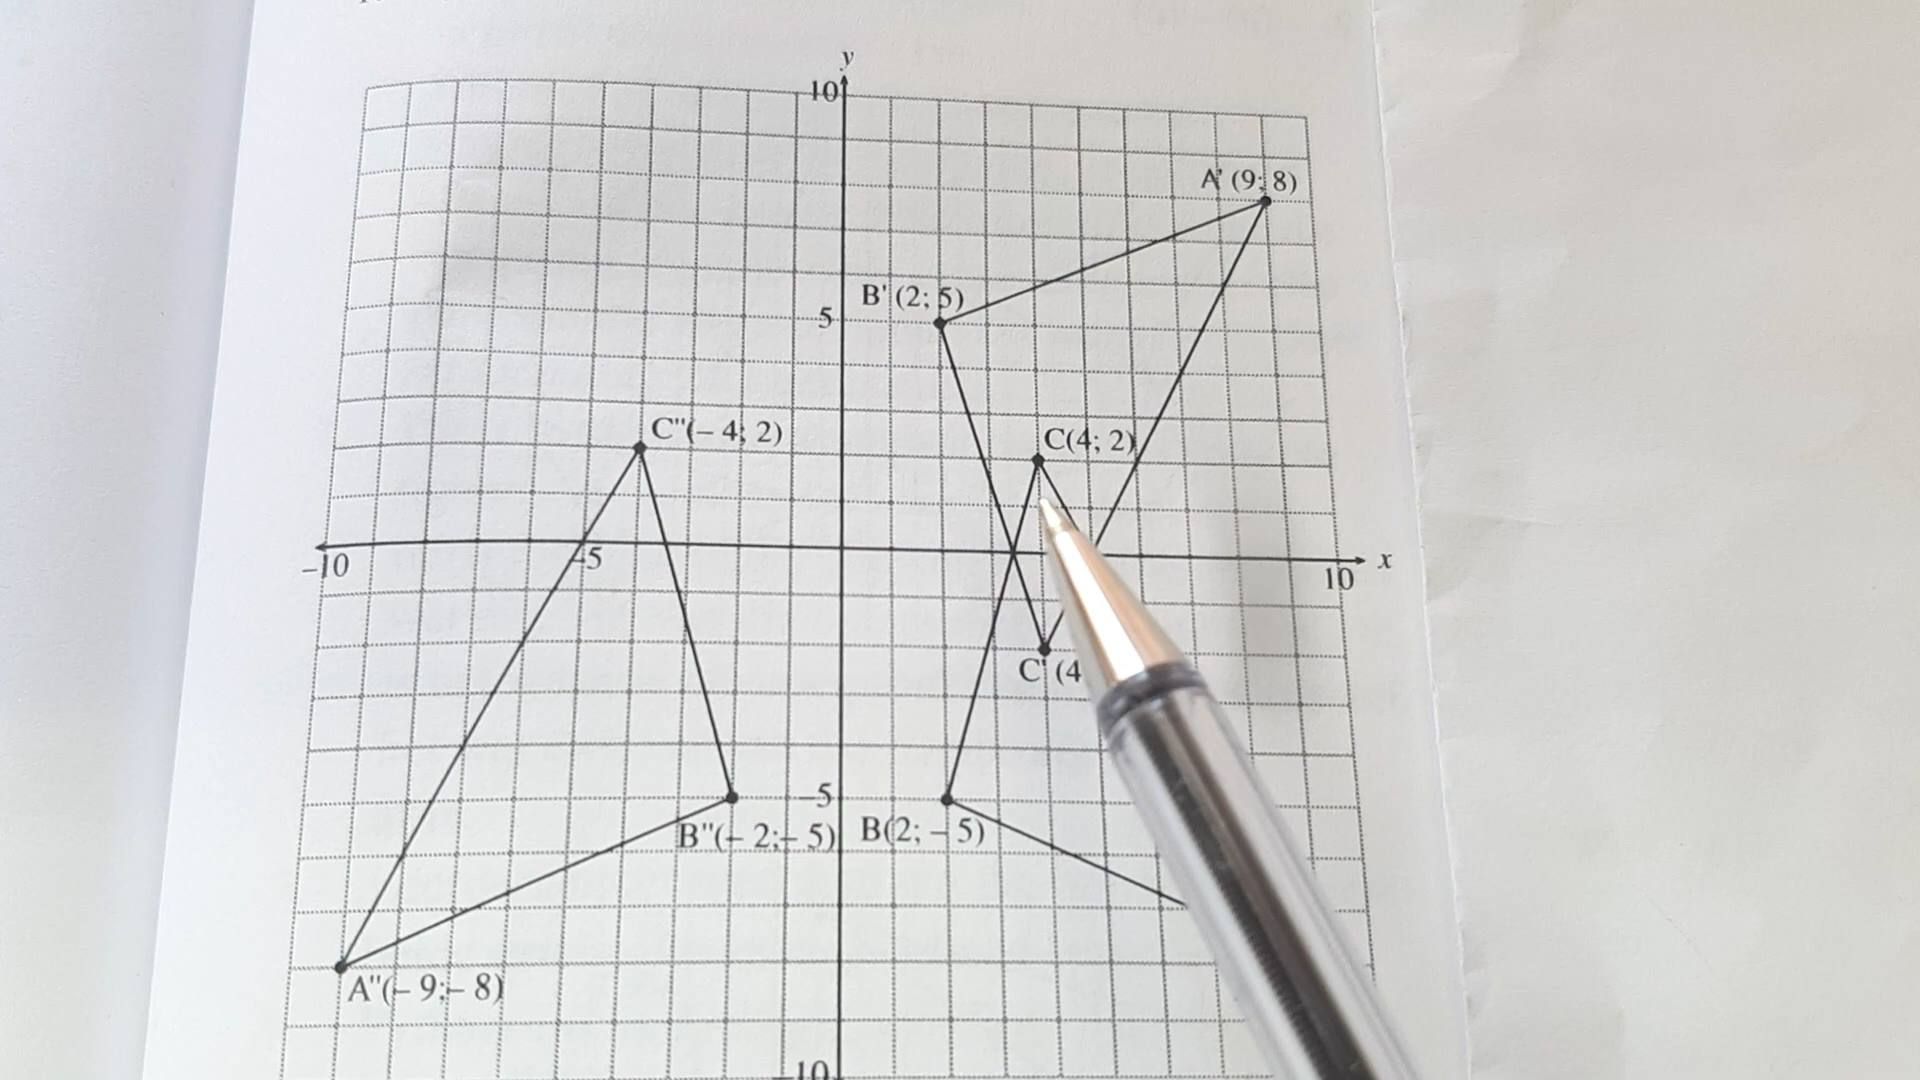 y
10
A' (9; 8)
B' (2; 5)
5
C"(– 4; 2)
C(4; 2)
–10
–5
10
x
C' (4
–5
B"(– 2;– 5)
B(2; – 5)
A"(– 9;– 8)
–10